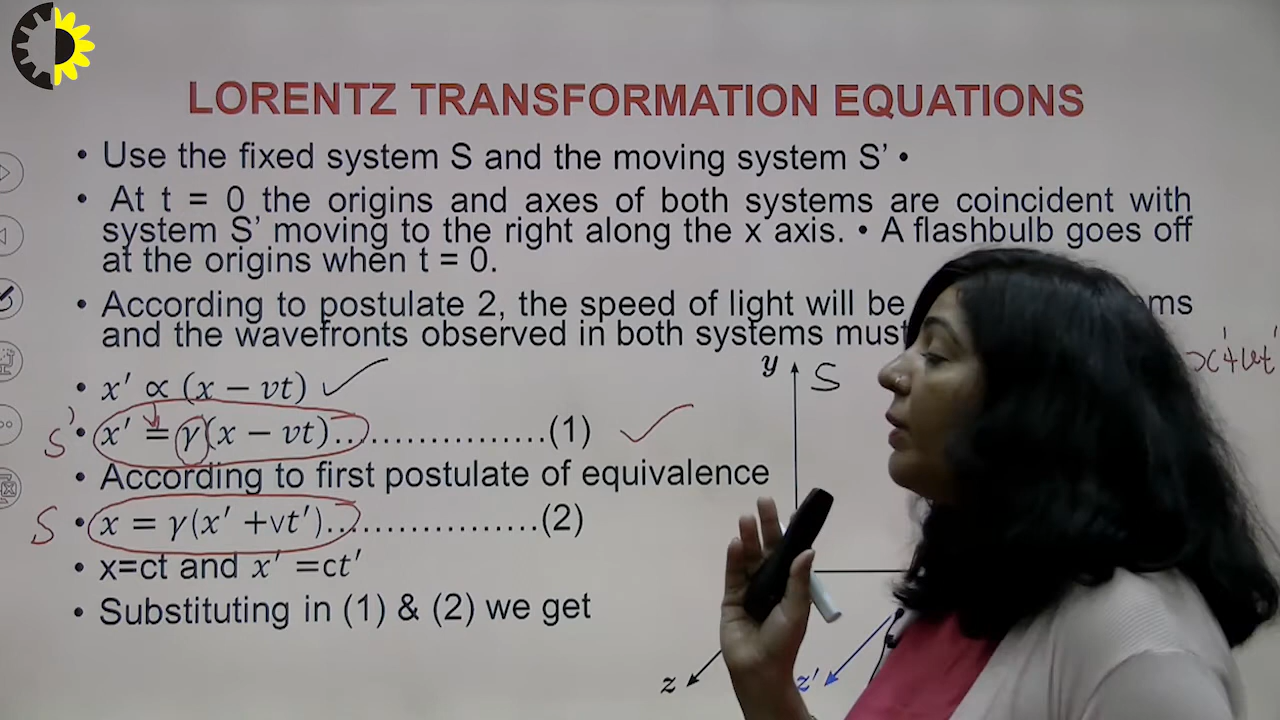 LORENTZ TRANSFORMATION EQUATIONS
• Use the fixed system S and the moving system S’ •
• At t = 0 the origins and axes of both systems are coincident with
system S’ moving to the right along the x axis. • A flashbulb goes off
at the origins when t = 0.
• According to postulate 2, the speed of light will be
and the wavefronts observed in both systems must
• x′ ∝ (x − vt) ✓
S' • x′ = γ(x − vt)..................(1) ✓
• According to first postulate of equivalence
S • x = γ(x′ +vt′)..................(2)
• x=ct and x′ =ct′
• Substituting in (1) & (2) we get
x'+vt'
y S
z z′